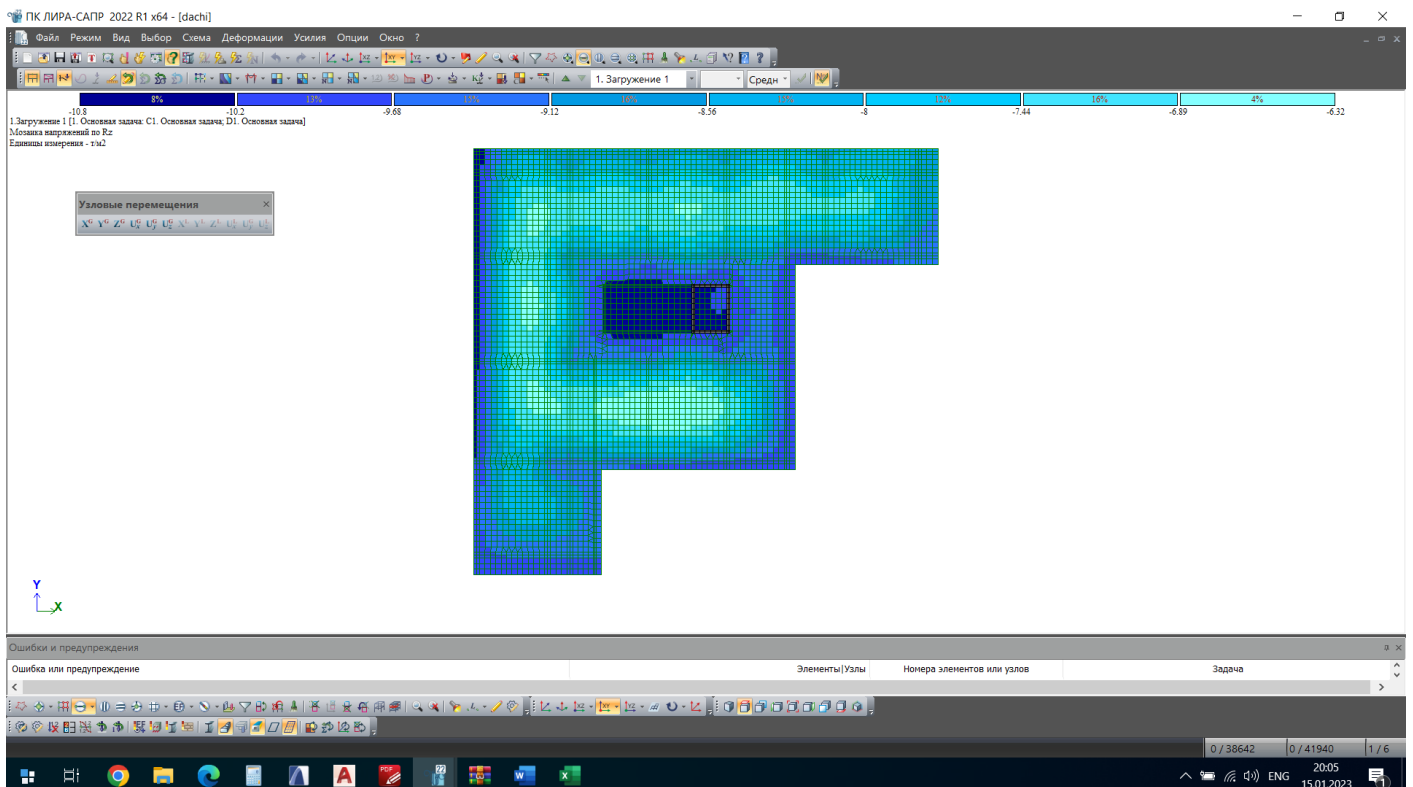 ПК ЛИРА-САПР 2022 R1 x64 - [dachi]
Файл Режим Вид Выбор Схема Деформации Усилия Опции Окно ?
1. Загружение 1 Средн
8% 13% 13% 16% 15% 13% 16% 4%
-10.8 -10.2 -9.68 -9.12 -8.56 -8 -7.44 -6.89 -6.32
1.Загружение 1 [1. Основная задача: C1. Основная задача; D1. Основная задача]
Мозаика напряжений по Rz
Единицы измерения - т/м2
Узловые перемещения
Y
X
Ошибки и предупреждения
Ошибка или предупреждение Элементы|Узлы Номера элементов или узлов Задача
0 / 38642 0 / 41940 1 / 6
ENG 20:05
15.01.2023